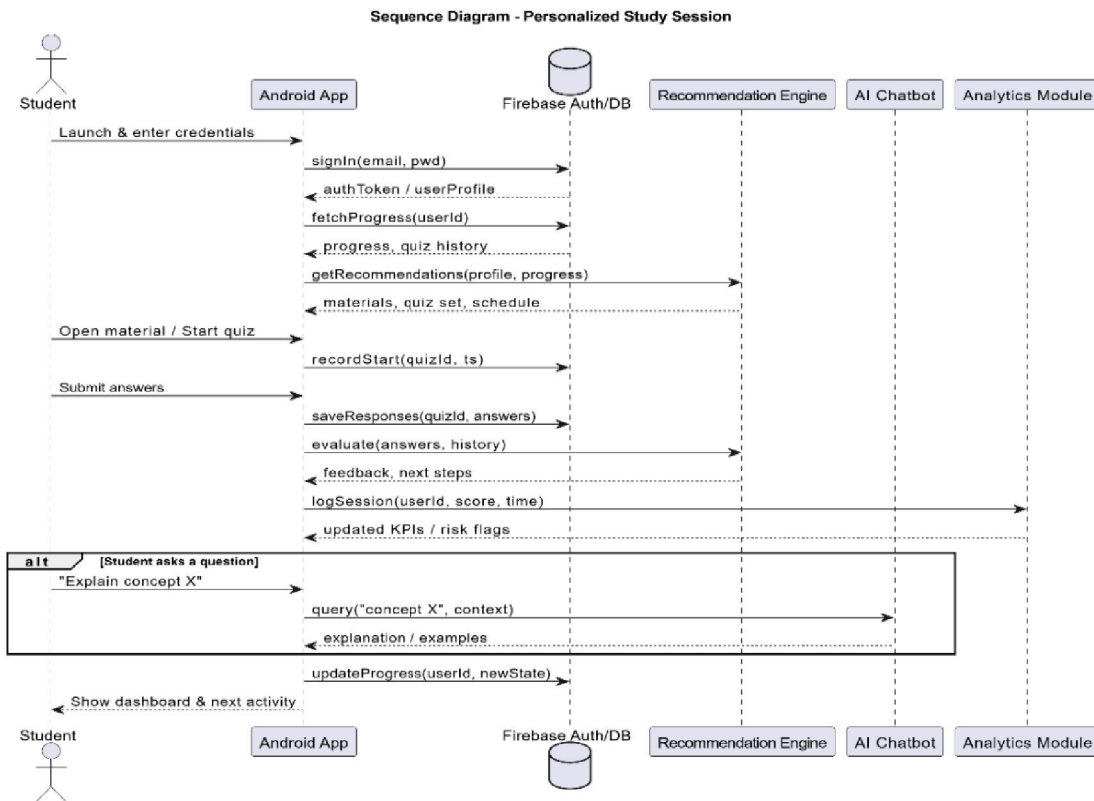 Sequence Diagram - Personalized Study Session
Student
Android App
Firebase Auth/DB
Recommendation Engine
AI Chatbot
Analytics Module
Launch & enter credentials
signIn(email, pwd)
authToken / userProfile
fetchProgress(userId)
progress, quiz history
getRecommendations(profile, progress)
materials, quiz set, schedule
Open material / Start quiz
recordStart(quizId, ts)
Submit answers
saveResponses(quizId, answers)
evaluate(answers, history)
feedback, next steps
logSession(userId, score, time)
updated KPIs / risk flags
alt [Student asks a question]
"Explain concept X"
query("concept X", context)
explanation / examples
updateProgress(userId, newState)
Show dashboard & next activity
Student
Android App
Firebase Auth/DB
Recommendation Engine
AI Chatbot
Analytics Module